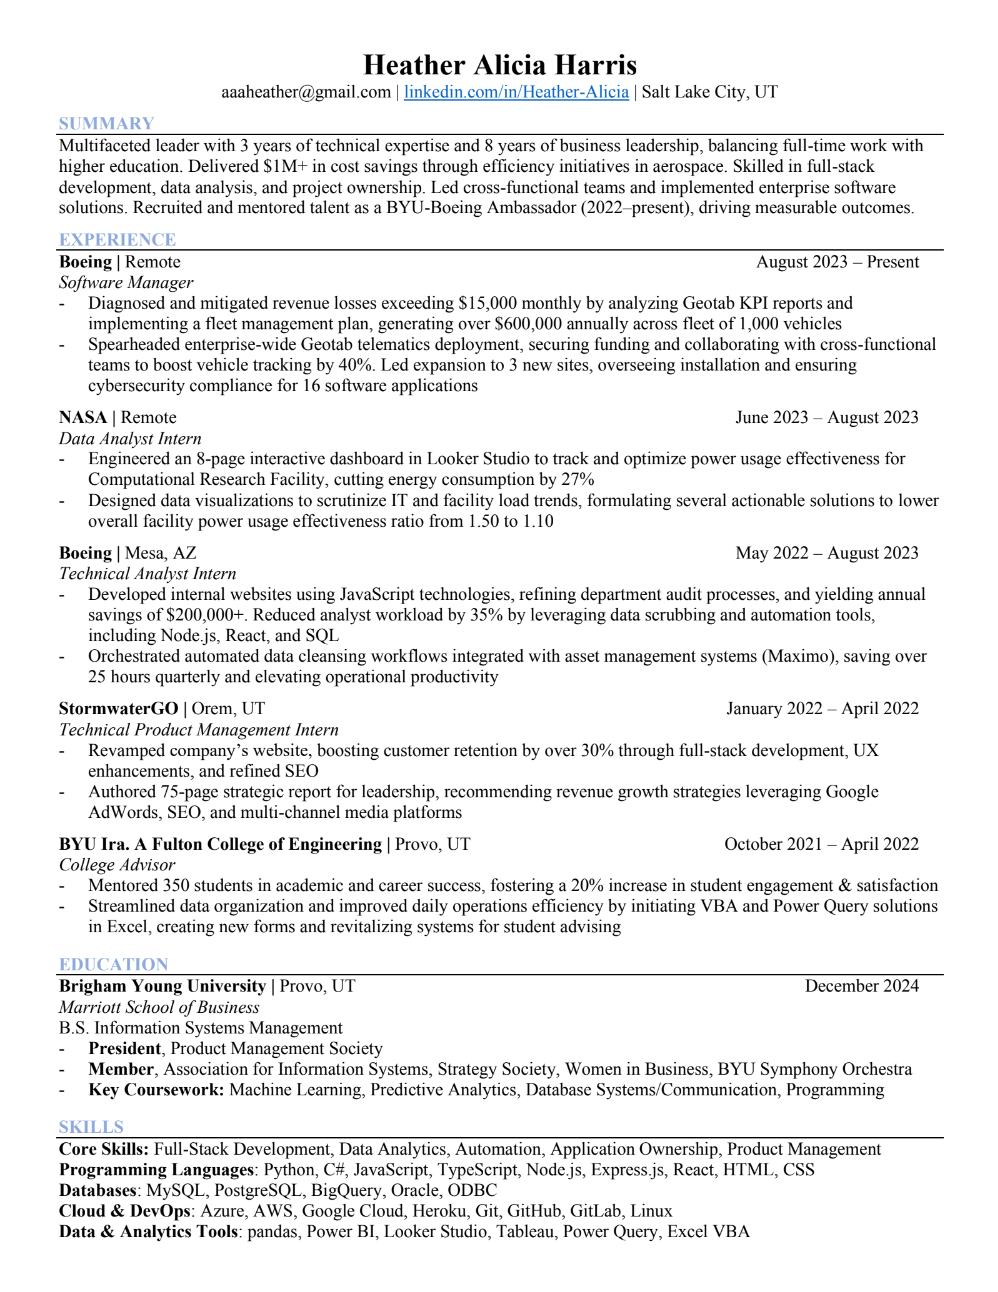 Heather Alicia Harris
aaaheather@gmail.com | linkedin.com/in/Heather-Alicia | Salt Lake City, UT
SUMMARY
Multifaceted leader with 3 years of technical expertise and 8 years of business leadership, balancing full-time work with
higher education. Delivered $1M+ in cost savings through efficiency initiatives in aerospace. Skilled in full-stack
development, data analysis, and project ownership. Led cross-functional teams and implemented enterprise software
solutions. Recruited and mentored talent as a BYU-Boeing Ambassador (2022–present), driving measurable outcomes.
EXPERIENCE
Boeing | Remote August 2023 – Present
Software Manager
- Diagnosed and mitigated revenue losses exceeding $15,000 monthly by analyzing Geotab KPI reports and
implementing a fleet management plan, generating over $600,000 annually across fleet of 1,000 vehicles
- Spearheaded enterprise-wide Geotab telematics deployment, securing funding and collaborating with cross-functional
teams to boost vehicle tracking by 40%. Led expansion to 3 new sites, overseeing installation and ensuring
cybersecurity compliance for 16 software applications
NASA | Remote June 2023 – August 2023
Data Analyst Intern
- Engineered an 8-page interactive dashboard in Looker Studio to track and optimize power usage effectiveness for
Computational Research Facility, cutting energy consumption by 27%
- Designed data visualizations to scrutinize IT and facility load trends, formulating several actionable solutions to lower
overall facility power usage effectiveness ratio from 1.50 to 1.10
Boeing | Mesa, AZ May 2022 – August 2023
Technical Analyst Intern
- Developed internal websites using JavaScript technologies, refining department audit processes, and yielding annual
savings of $200,000+. Reduced analyst workload by 35% by leveraging data scrubbing and automation tools,
including Node.js, React, and SQL
- Orchestrated automated data cleansing workflows integrated with asset management systems (Maximo), saving over
25 hours quarterly and elevating operational productivity
StormwaterGO | Orem, UT January 2022 – April 2022
Technical Product Management Intern
- Revamped company’s website, boosting customer retention by over 30% through full-stack development, UX
enhancements, and refined SEO
- Authored 75-page strategic report for leadership, recommending revenue growth strategies leveraging Google
AdWords, SEO, and multi-channel media platforms
BYU Ira. A Fulton College of Engineering | Provo, UT October 2021 – April 2022
College Advisor
- Mentored 350 students in academic and career success, fostering a 20% increase in student engagement & satisfaction
- Streamlined data organization and improved daily operations efficiency by initiating VBA and Power Query solutions
in Excel, creating new forms and revitalizing systems for student advising
EDUCATION
Brigham Young University | Provo, UT December 2024
Marriott School of Business
B.S. Information Systems Management
- President, Product Management Society
- Member, Association for Information Systems, Strategy Society, Women in Business, BYU Symphony Orchestra
- Key Coursework: Machine Learning, Predictive Analytics, Database Systems/Communication, Programming
SKILLS
Core Skills: Full-Stack Development, Data Analytics, Automation, Application Ownership, Product Management
Programming Languages: Python, C#, JavaScript, TypeScript, Node.js, Express.js, React, HTML, CSS
Databases: MySQL, PostgreSQL, BigQuery, Oracle, ODBC
Cloud & DevOps: Azure, AWS, Google Cloud, Heroku, Git, GitHub, GitLab, Linux
Data & Analytics Tools: pandas, Power BI, Looker Studio, Tableau, Power Query, Excel VBA